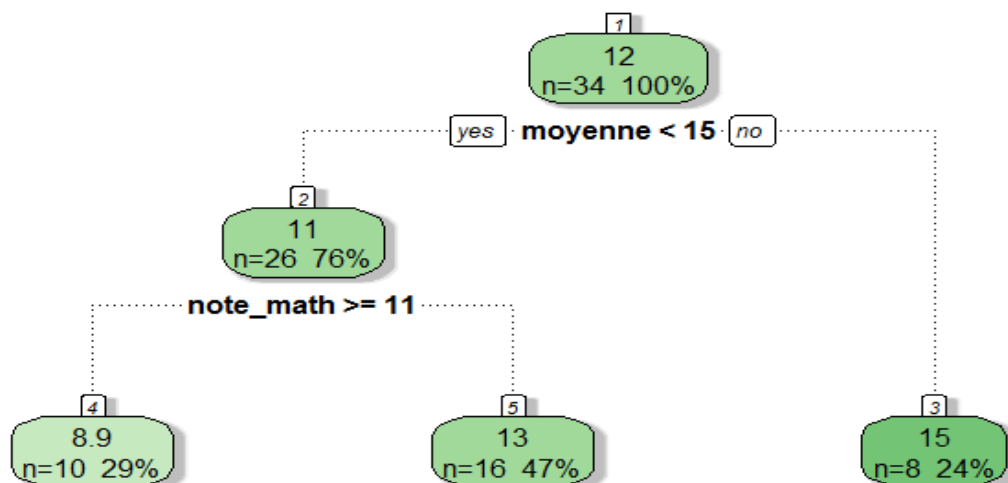 1
12
n=34 100%
yes moyenne < 15 no
2
11
n=26 76%
note_math >= 11
4
8.9
n=10 29%
5
13
n=16 47%
3
15
n=8 24%